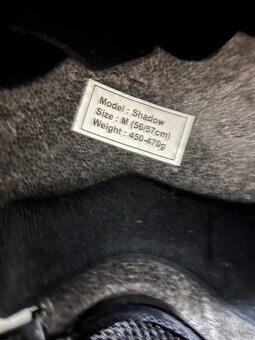 Model : Shadow
Size : M (56/57cm)
Weight : 450-470g